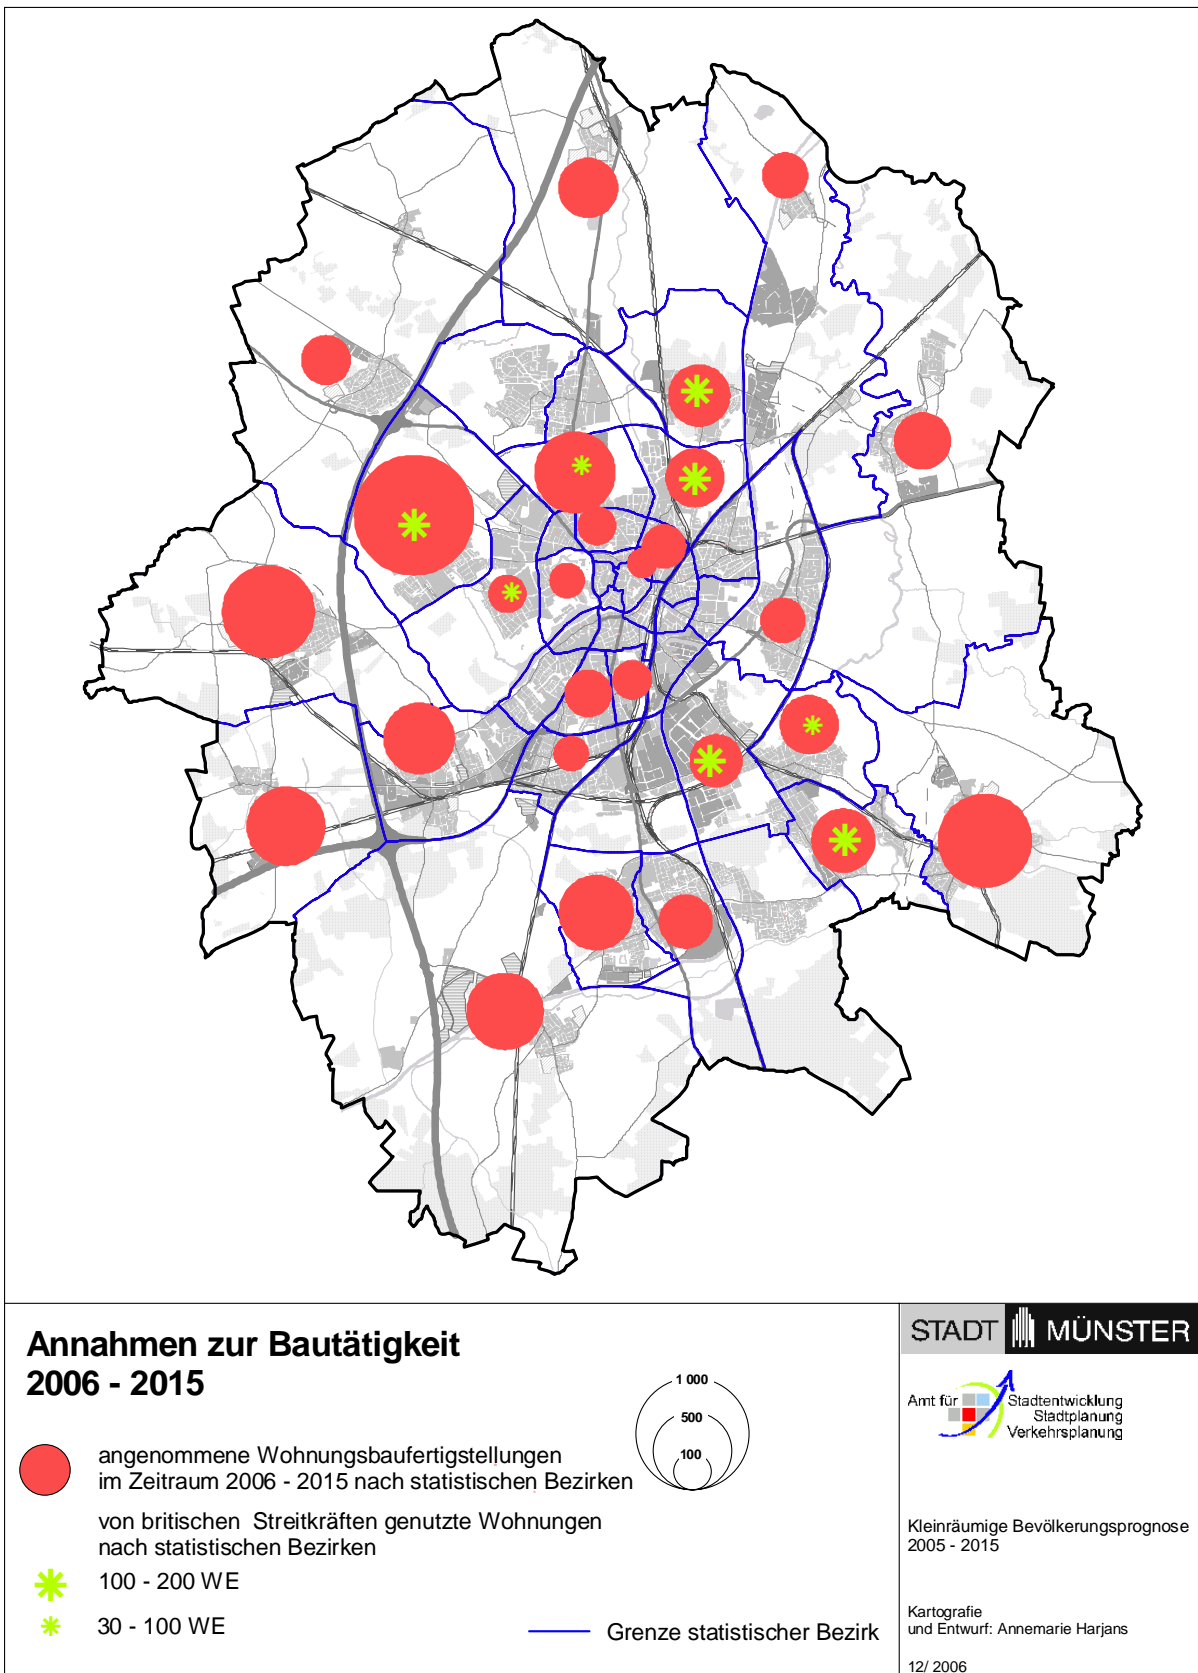 Annahmen zur Bautätigkeit
2006 - 2015
angenommene Wohnungsbaufertigstellungen
im Zeitraum 2006 - 2015 nach statistischen Bezirken
von britischen Streitkräften genutzte Wohnungen
nach statistischen Bezirken
100 - 200 WE
30 - 100 WE
1 000
500
100
Grenze statistischer Bezirk
STADT MÜNSTER
Amt für Stadtentwicklung
Stadtplanung
Verkehrsplanung
Kleinräumige Bevölkerungsprognose
2005 - 2015
Kartografie
und Entwurf: Annemarie Harjans
12/ 2006